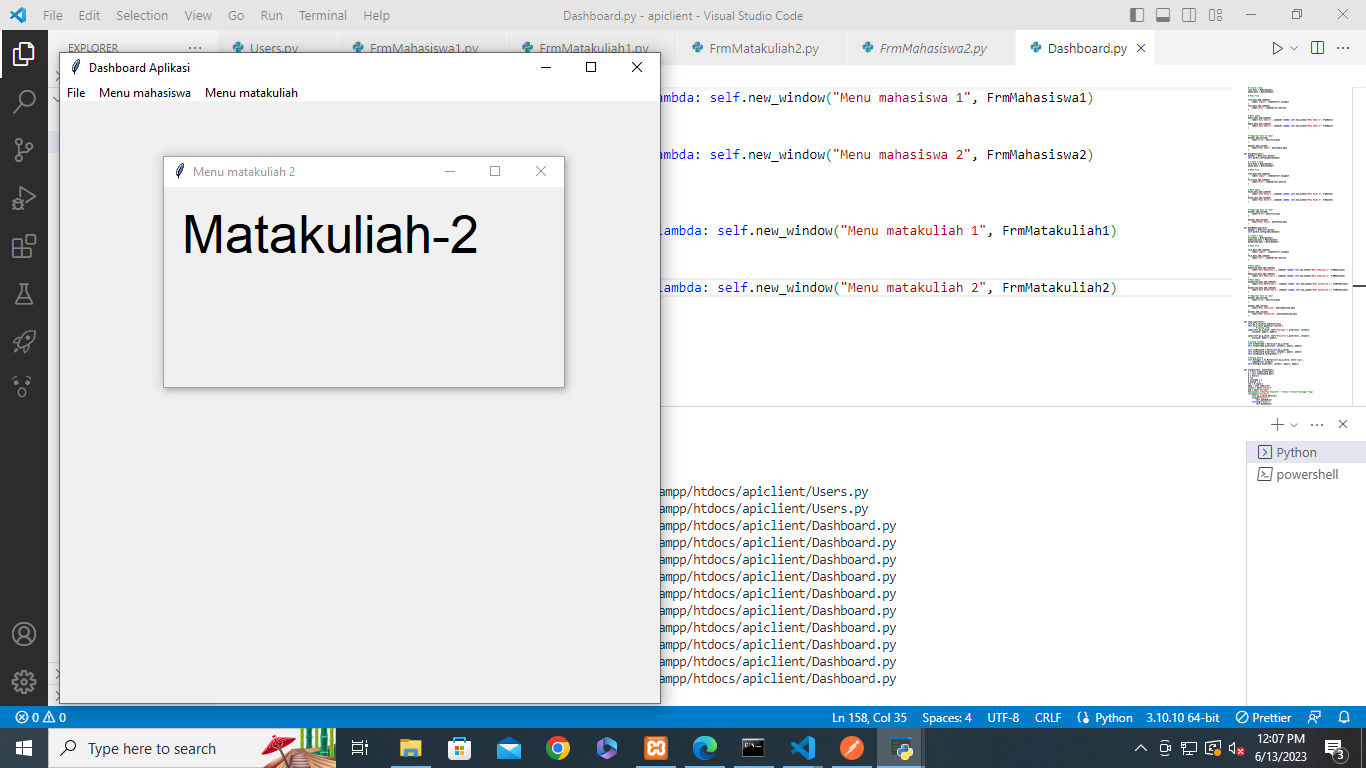 File Edit Selection View Go Run Terminal Help Dashboard.py - apiclient - Visual Studio Code
EXPLORER Users.py FrmMahasiswa1.py FrmMatakuliah1.py FrmMatakuliah2.py FrmMahasiswa2.py Dashboard.py
Dashboard Aplikasi
File Menu mahasiswa Menu matakuliah
ambda: self.new_window("Menu mahasiswa 1", FrmMahasiswa1)
ambda: self.new_window("Menu mahasiswa 2", FrmMahasiswa2)
Menu matakuliah 2
Matakuliah-2
ambda: self.new_window("Menu matakuliah 1", FrmMatakuliah1)
ambda: self.new_window("Menu matakuliah 2", FrmMatakuliah2)
Python
powershell
ampp/htdocs/apiclient/Users.py
ampp/htdocs/apiclient/Users.py
ampp/htdocs/apiclient/Dashboard.py
ampp/htdocs/apiclient/Dashboard.py
ampp/htdocs/apiclient/Dashboard.py
ampp/htdocs/apiclient/Dashboard.py
ampp/htdocs/apiclient/Dashboard.py
ampp/htdocs/apiclient/Dashboard.py
ampp/htdocs/apiclient/Dashboard.py
ampp/htdocs/apiclient/Dashboard.py
ampp/htdocs/apiclient/Dashboard.py
ampp/htdocs/apiclient/Dashboard.py
0 0 Ln 158, Col 35 Spaces: 4 UTF-8 CRLF Python 3.10.10 64-bit Prettier
Type here to search
12:07 PM
6/13/2023
3